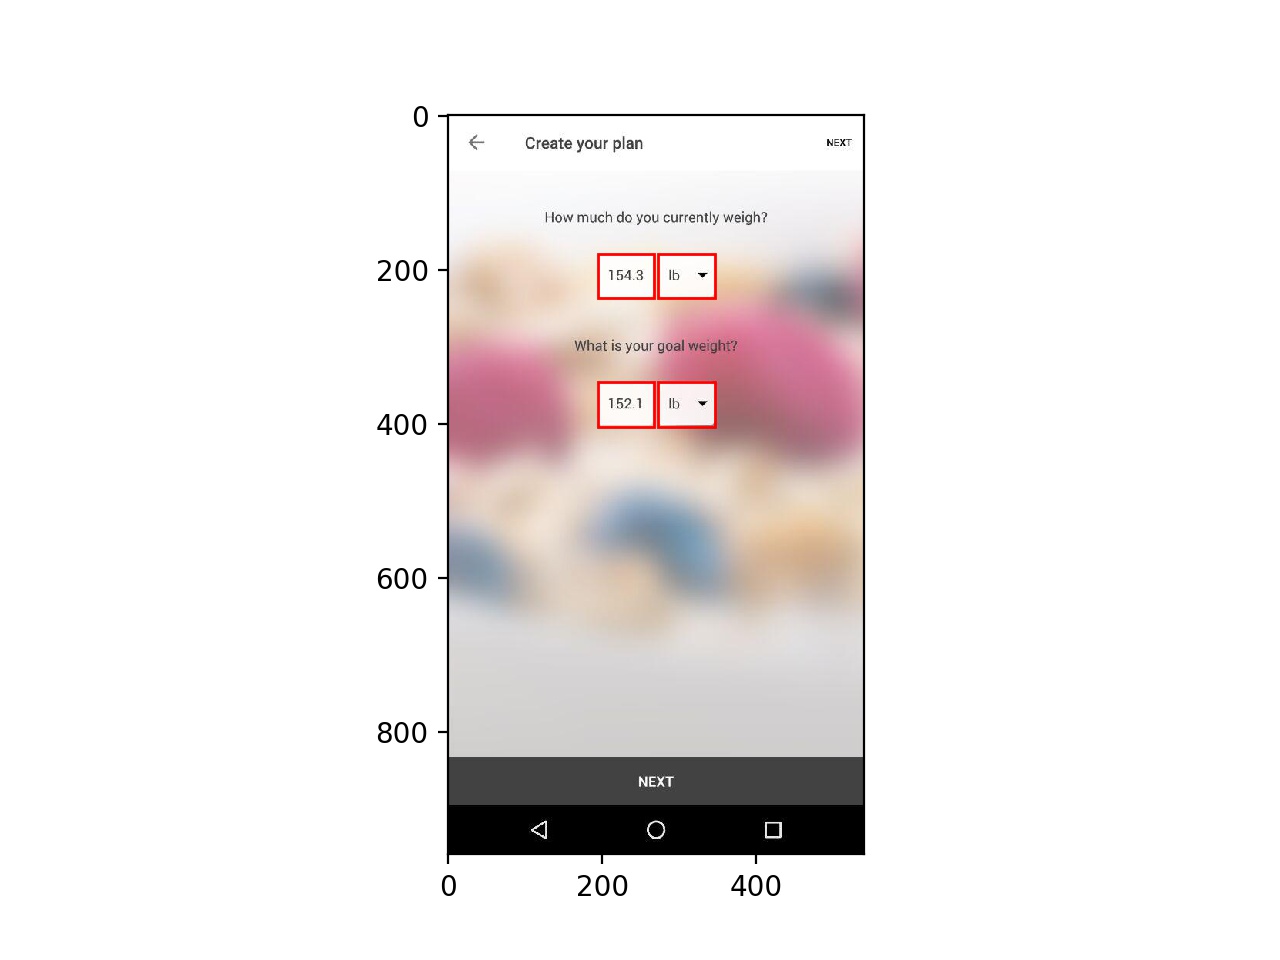 0
Create your plan NEXT
How much do you currently weigh?
200
154.3 lb
What is your goal weight?
152.1 lb
400
600
800
NEXT
0 200 400